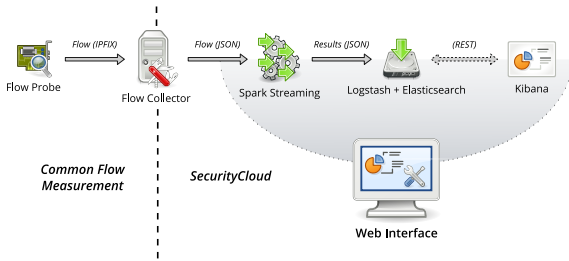 Flow (IPFIX)
Flow (JSON)
Results (JSON)
(REST)
Flow Probe
Flow Collector
Spark Streaming
Logstash + Elasticsearch
Kibana
Common Flow
Measurement
SecurityCloud
Web Interface